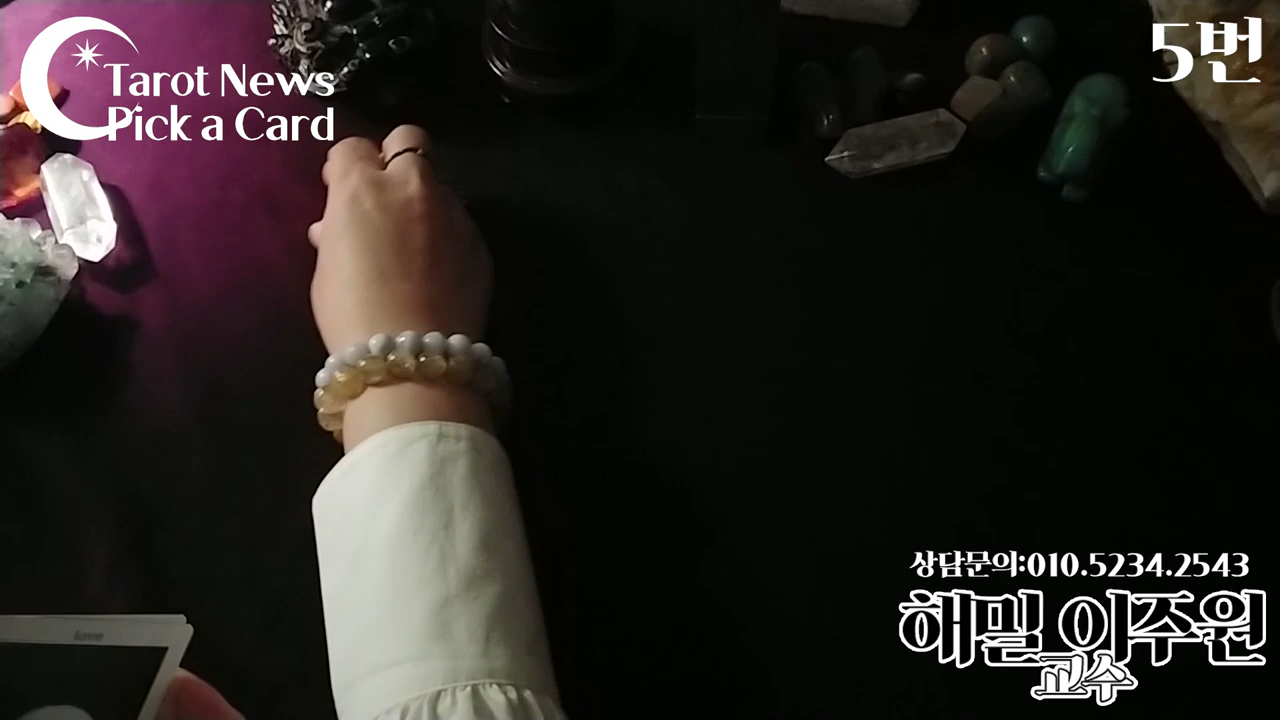 Tarot News
Pick a Card
5번
상담문의:010.5234.2543
해밀 이주원
교수